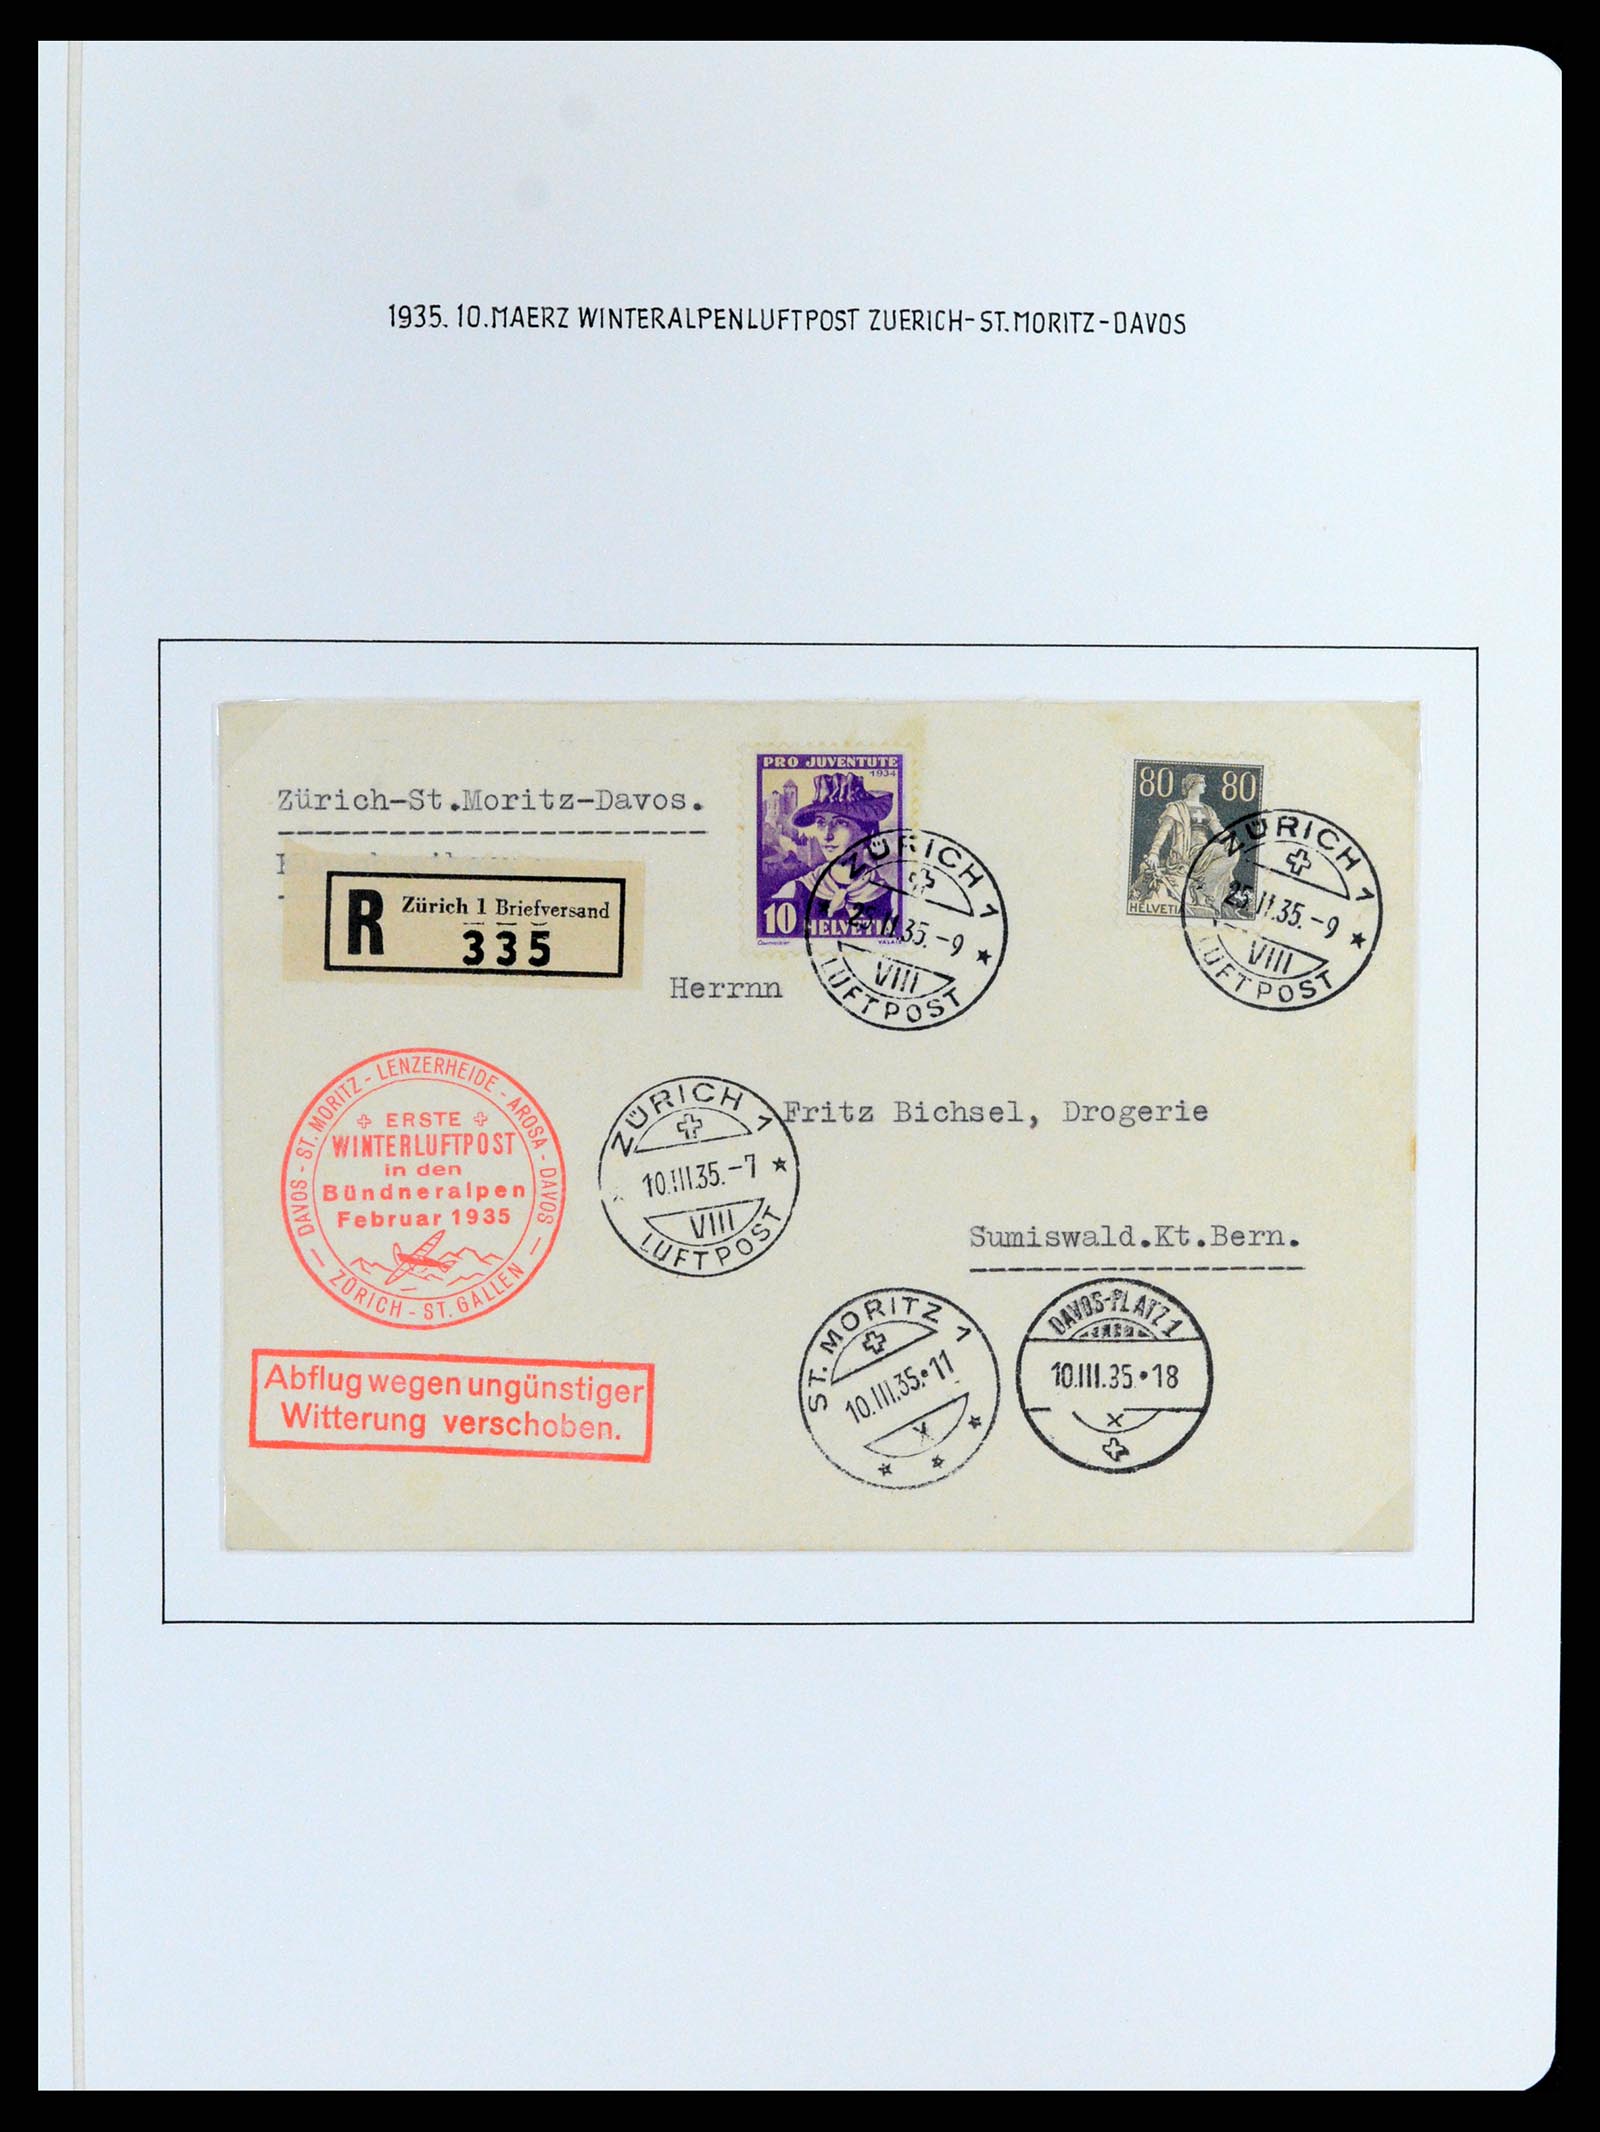 1935. 10. MAERZ WINTERALPENLUFTPOST ZUERICH-ST.MORITZ-DAVOS
Zürich-St.Moritz-Davos.
R Zürich 1 Briefversand
335
PRO JUVENTUTE
1934
10 HELVETIA
VALAIS
80 80
HELVETIA
ZÜRICH 1
25.II.35.-9
VIII
LUFTPOST
ZÜRICH 1
25.II.35.-9
VIII
LUFTPOST
Herrnn
Fritz Bichsel, Drogerie
Sumiswald.Kt.Bern.
DAVOS - ST. MORITZ - LENZERHEIDE - AROSA - DAVOS
ERSTE
WINTERLUFTPOST
in den
Bündneralpen
Februar 1935
ZÜRICH - ST. GALLEN
ZÜRICH 1
10.III.35.-7
VIII
LUFTPOST
Abflug wegen ungünstiger
Witterung verschoben.
ST. MORITZ 1
10.III.35.•11
X
DAVOS-PLATZ 1
10.III.35.•18
X